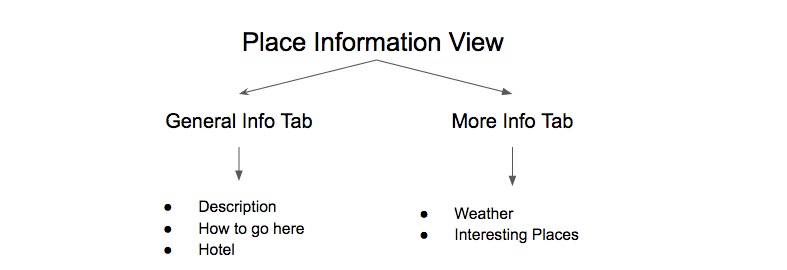 Place Information View
General Info Tab
More Info Tab
● Description
● How to go here
● Hotel
● Weather
● Interesting Places